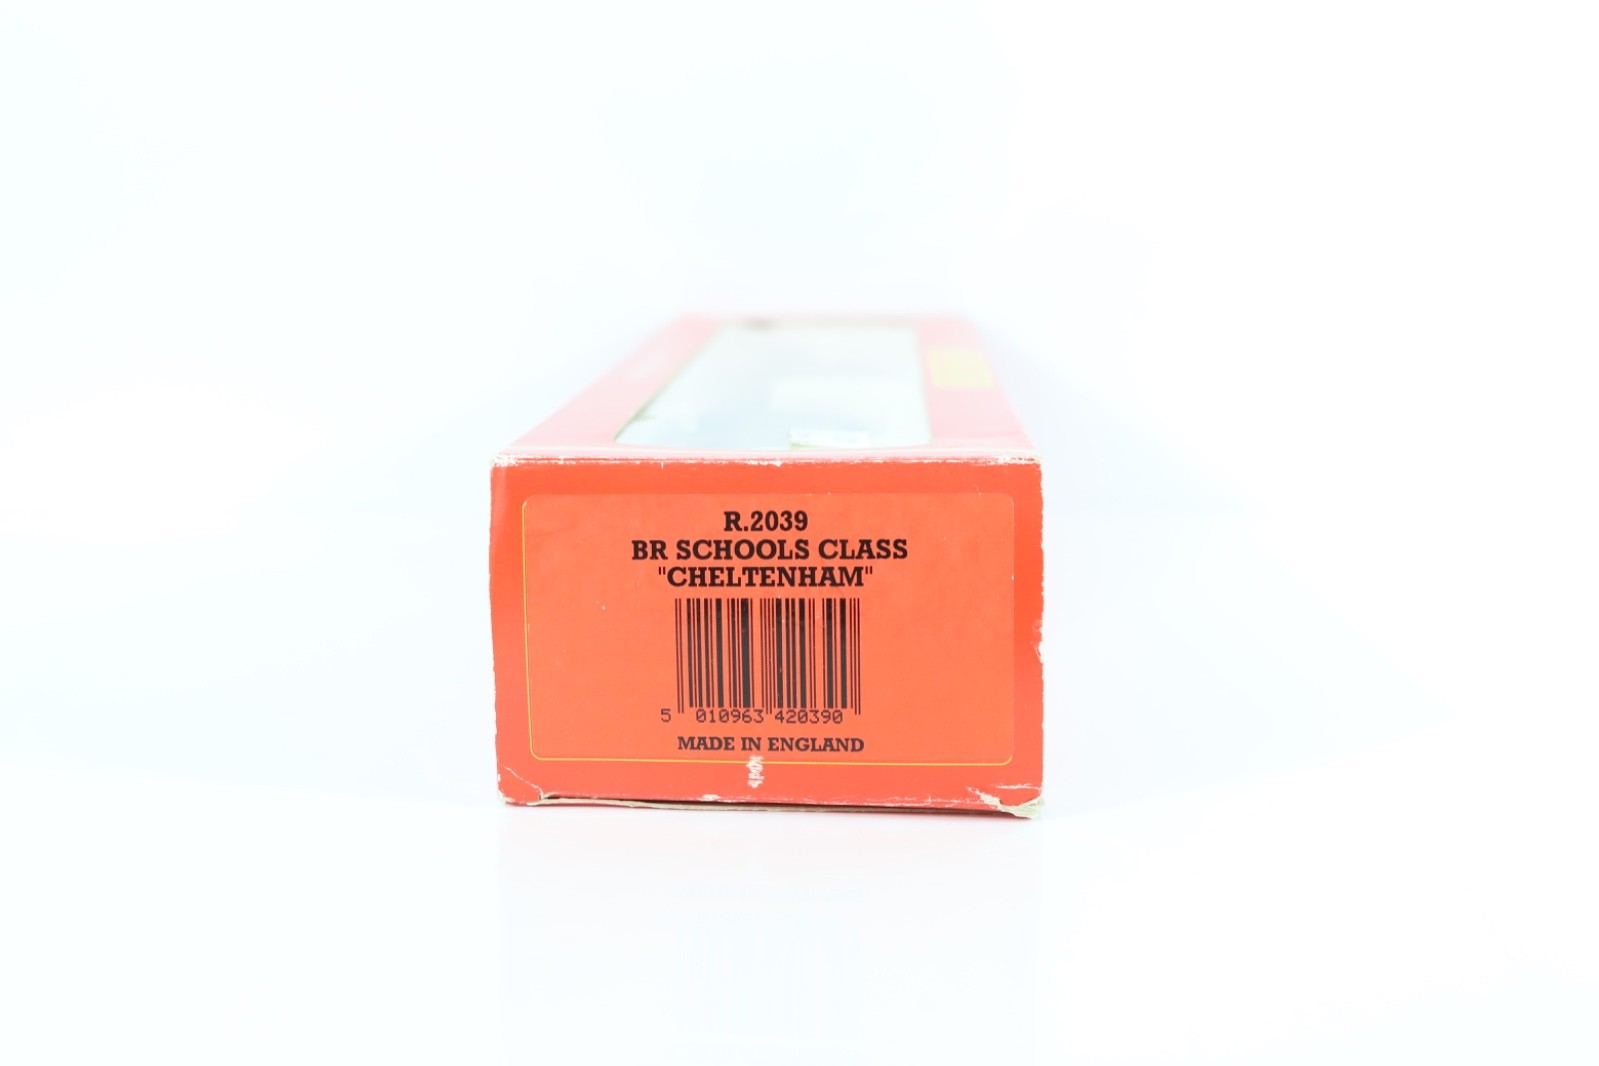 R.2039
BR SCHOOLS CLASS
"CHELTENHAM"
5 010963 420390
MADE IN ENGLAND